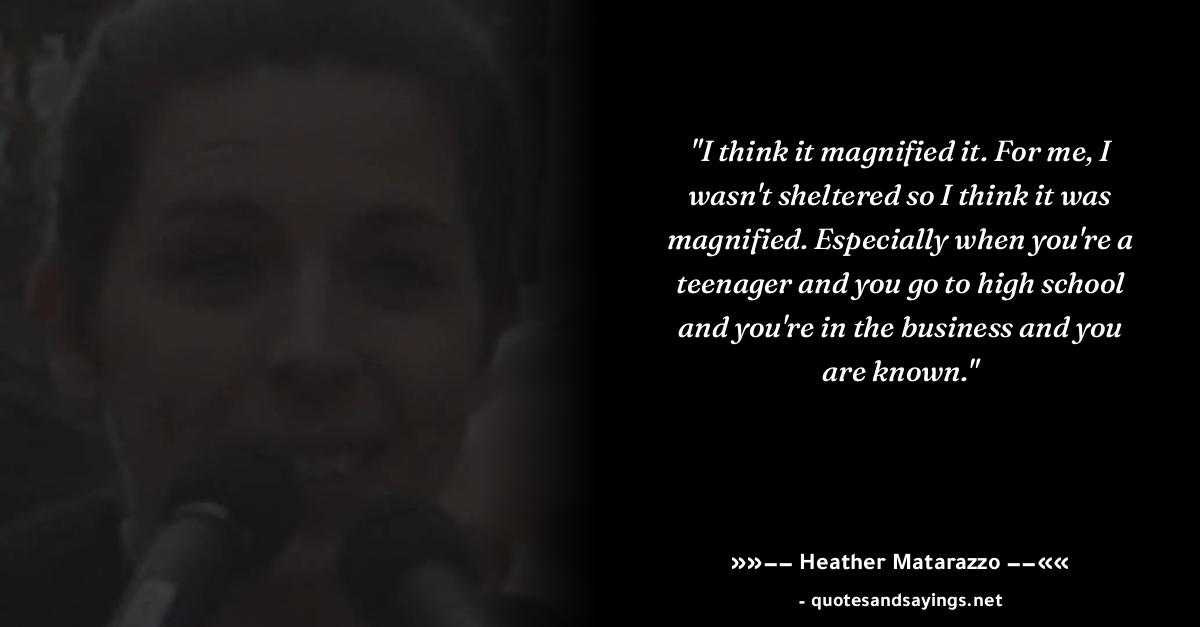 "I think it magnified it. For me, I
wasn't sheltered so I think it was
magnified. Especially when you're a
teenager and you go to high school
and you're in the business and you
are known."
»»–– Heather Matarazzo ––««
- quotesandsayings.net